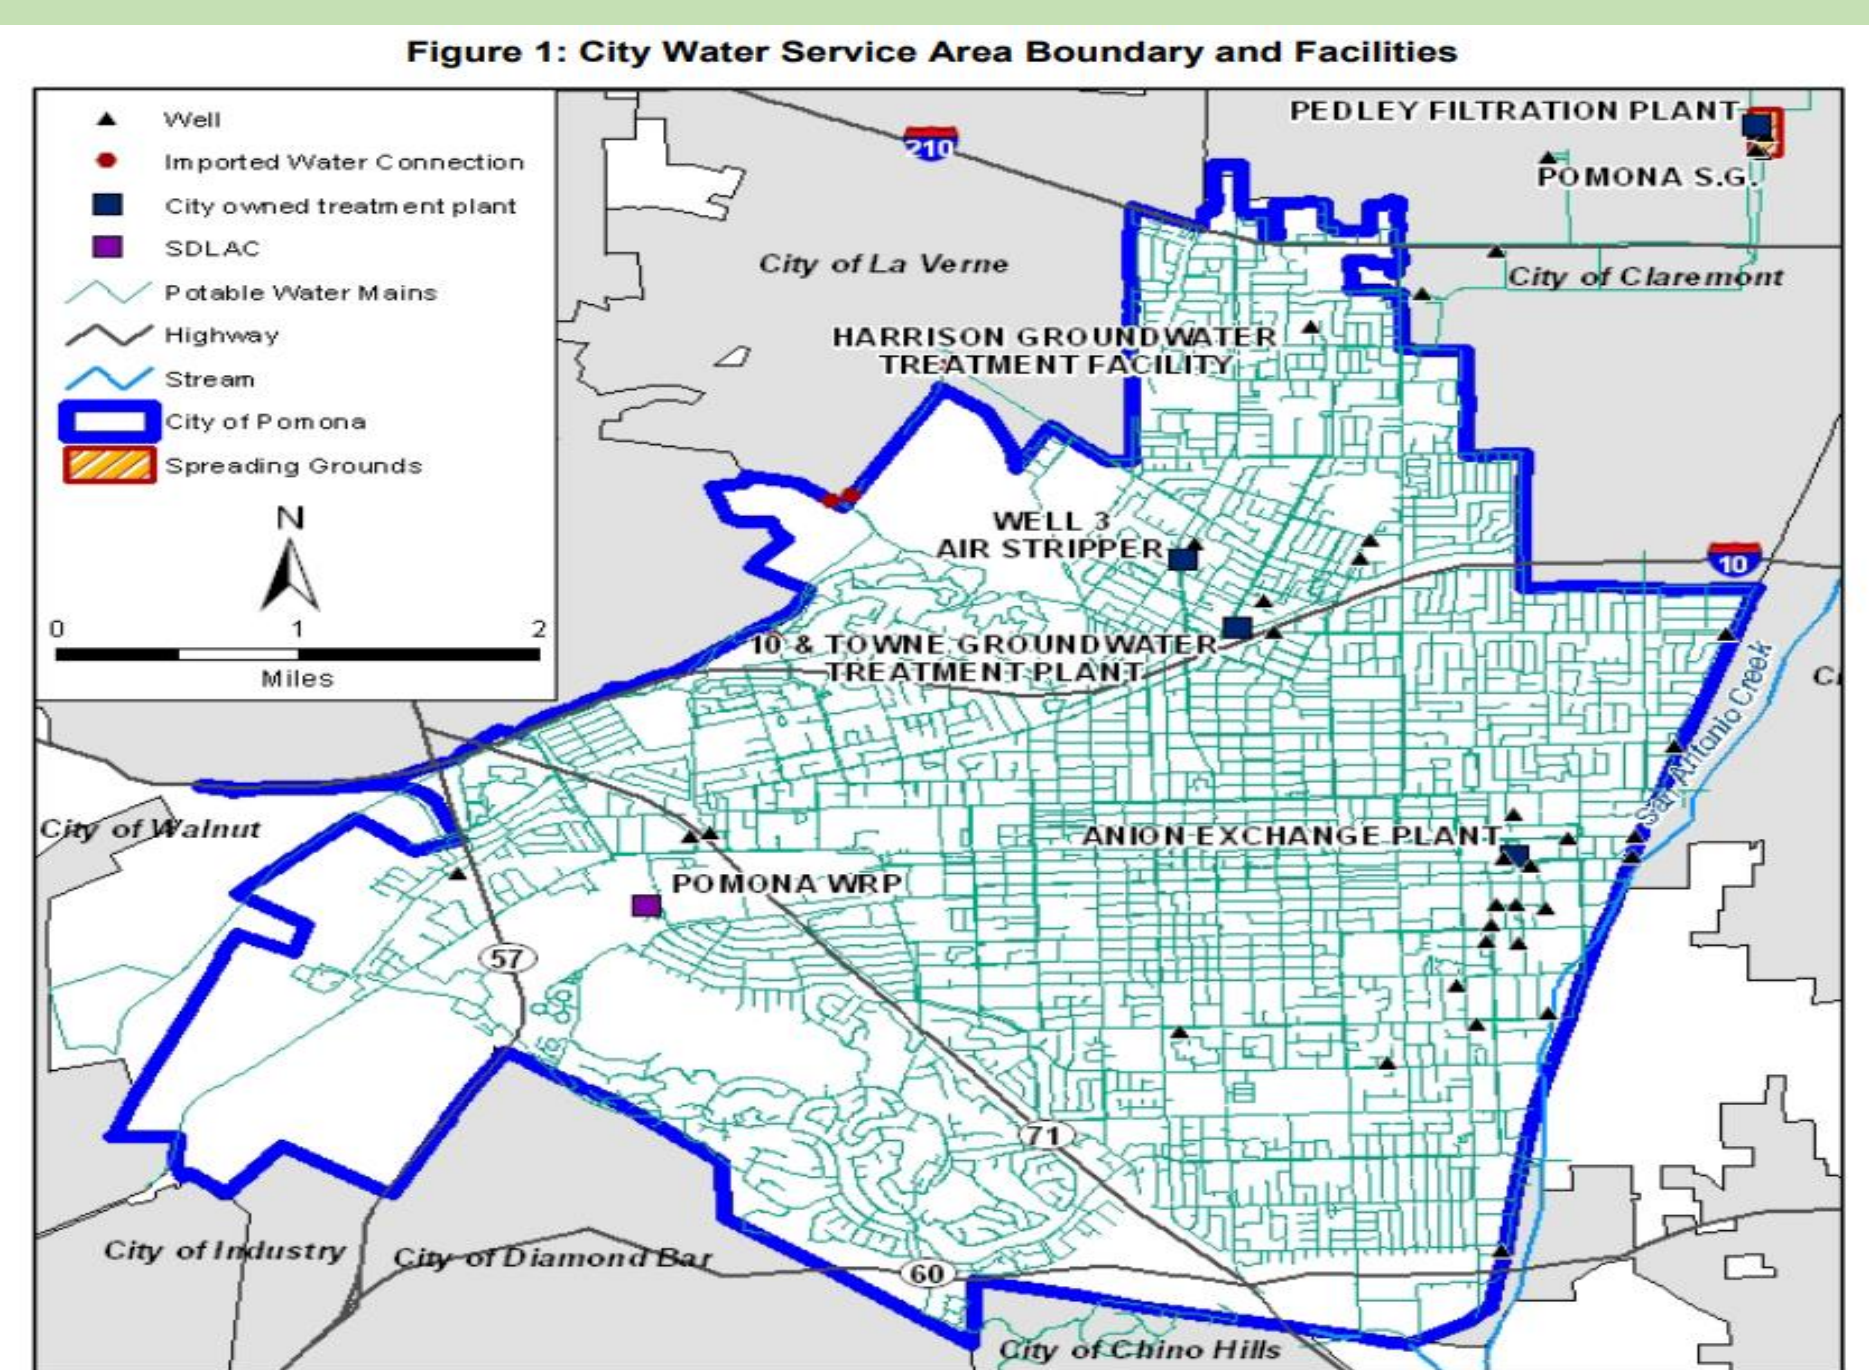 Figure 1: City Water Service Area Boundary and Facilities
Well
Imported Water Connection
City owned treatment plant
SDLAC
Potable Water Mains
Highway
Stream
City of Pomona
Spreading Grounds
N
0 1 2
Miles
210
PEDLEY FILTRATION PLANT
POMONA S.G.
City of La Verne
City of Claremont
HARRISON GROUNDWATER
TREATMENT FACILITY
WELL 3
AIR STRIPPER
10
10 & TOWNE GROUNDWATER
TREATMENT PLANT
San Antonio Creek
City of Walnut
ANION EXCHANGE PLANT
POMONA WRP
57
71
City of Industry
City of Diamond Bar
60
City of Chino Hills